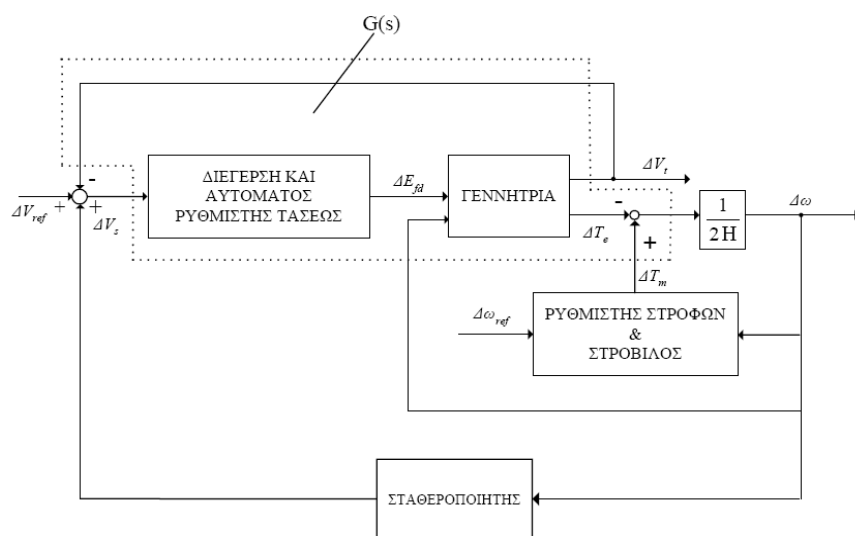 G(s)
-
ΔV_ref
+
+
ΔV_s
ΔΙΕΓΕΡΣΗ ΚΑΙ
ΑΥΤΟΜΑΤΟΣ
ΡΥΘΜΙΣΤΗΣ ΤΑΣΕΩΣ
ΔE_fd
ΓΕΝΝΗΤΡΙΑ
ΔV_t
-
ΔT_e
+
ΔT_m
1
2H
Δω
Δω_ref
ΡΥΘΜΙΣΤΗΣ ΣΤΡΟΦΩΝ
&
ΣΤΡΟΒΙΛΟΣ
ΣΤΑΘΕΡΟΠΟΙΗΤΗΣ